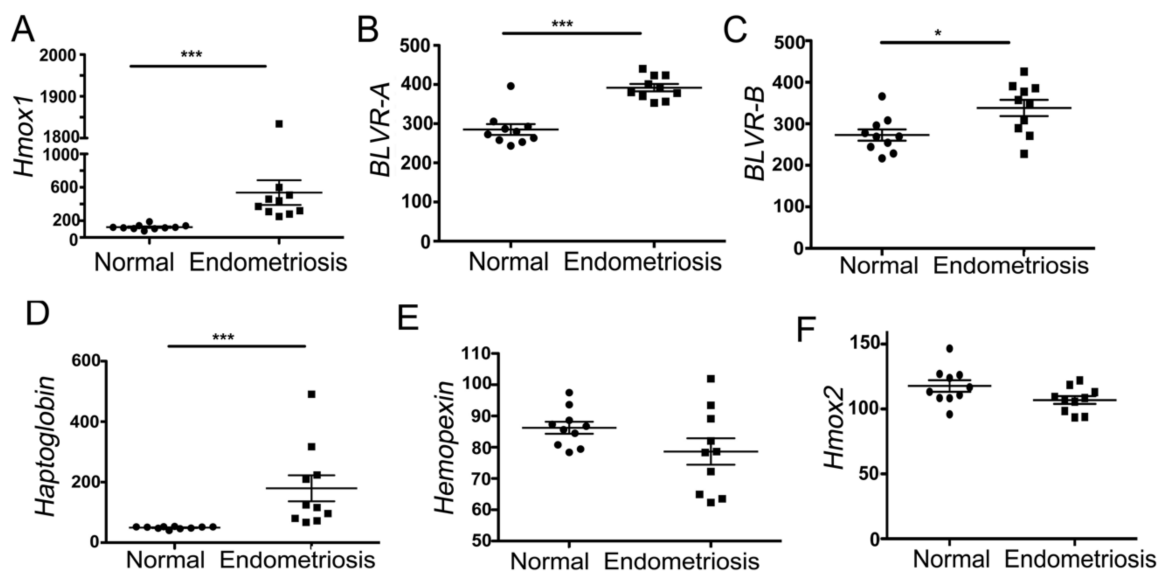 A
Hmox1
2000
1900
1800
1000
600
200
0
***
Normal Endometriosis
B
BLVR-A
500
400
300
200
100
0
***
Normal Endometriosis
C
BLVR-B
500
400
300
200
100
0
*
Normal Endometriosis
D
Haptoglobin
600
400
200
0
***
Normal Endometriosis
E
Hemopexin
110
100
90
80
70
60
50
Normal Endometriosis
F
Hmox2
150
100
50
0
Normal Endometriosis